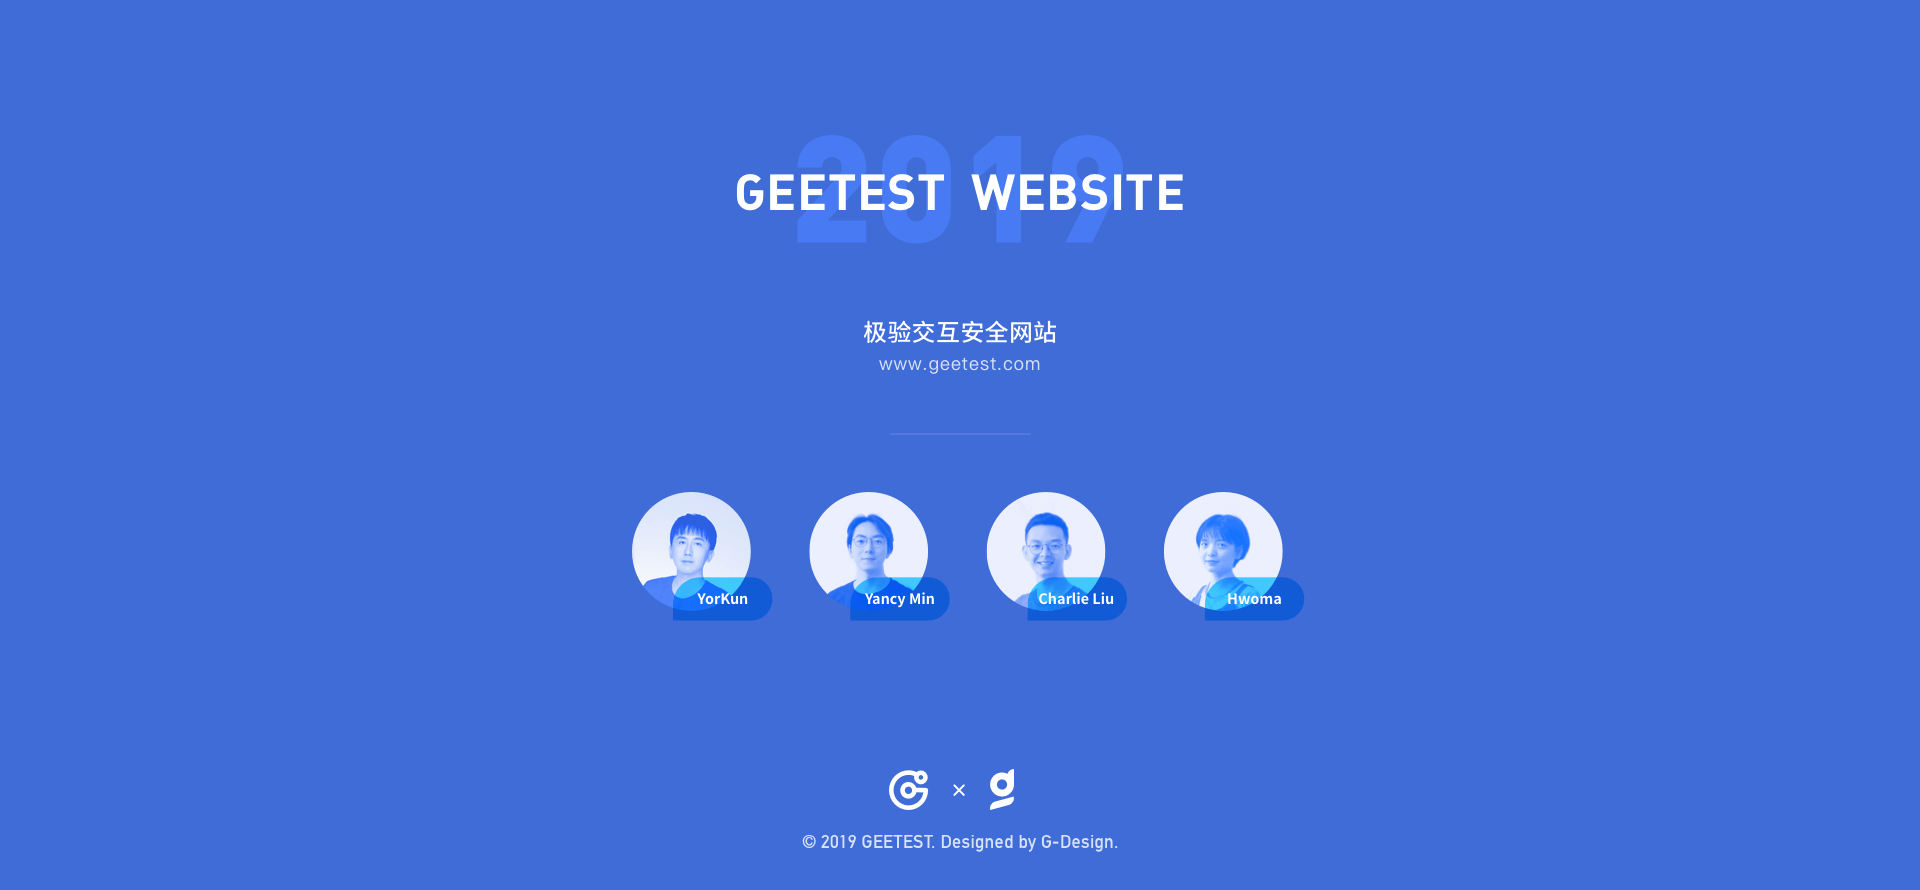 2019
GEETEST WEBSITE
极验交互安全网站
www.geetest.com
YorKun
Yancy Min
Charlie Liu
Hwoma
×
© 2019 GEETEST. Designed by G-Design.